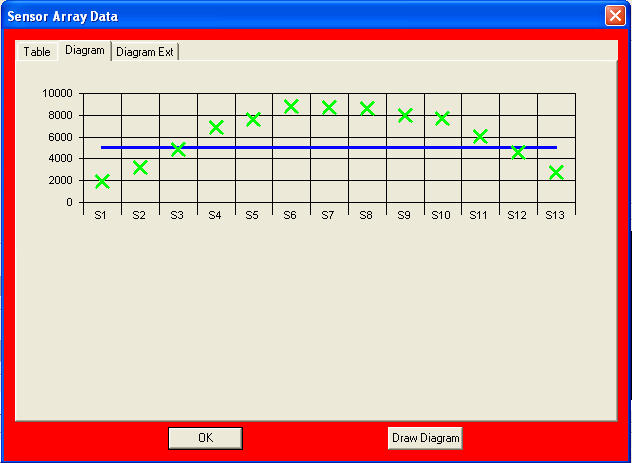 Sensor Array Data
Table Diagram Diagram Ext
10000
8000
6000
4000
2000
0
S1 S2 S3 S4 S5 S6 S7 S8 S9 S10 S11 S12 S13
OK Draw Diagram